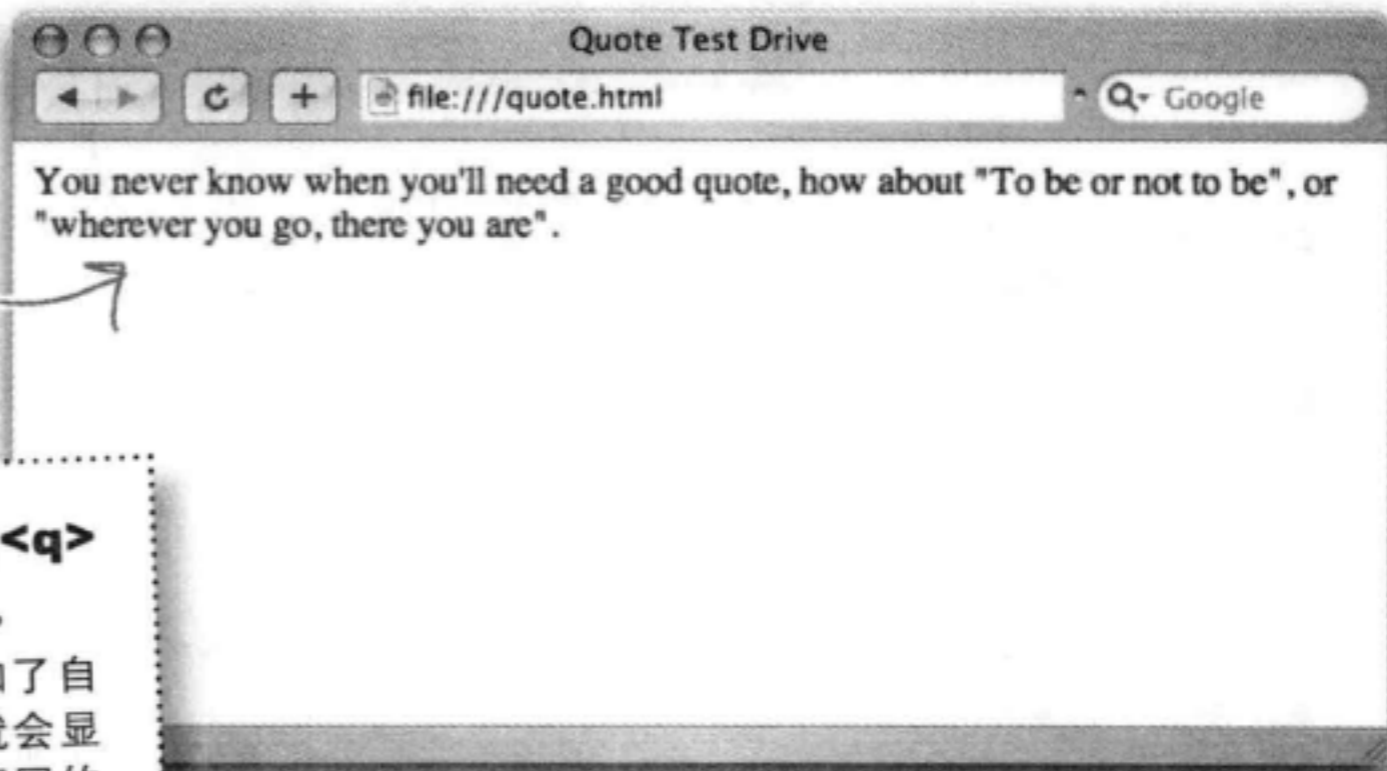 Quote Test Drive
file:///quote.html
Google
You never know when you'll need a good quote, how about "To be or not to be", or
"wherever you go, there you are".
<q>
了自
会显